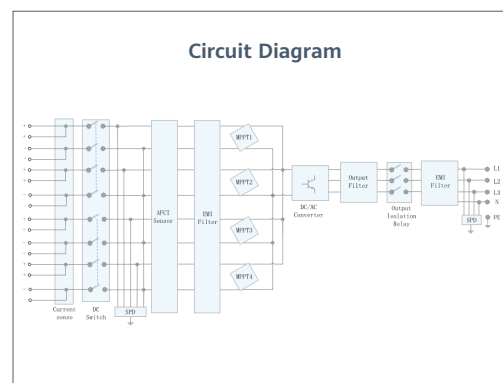 Circuit Diagram
MPPT1
MPPT2
MPPT3
MPPT4
AFCI
Sensor
EMI
Filter
DC/AC
Converter
Output
Filter
Output
Isolation
Relay
EMI
Filter
L1
L2
L3
N
PE
SPD
SPD
Current
sense
DC
Switch